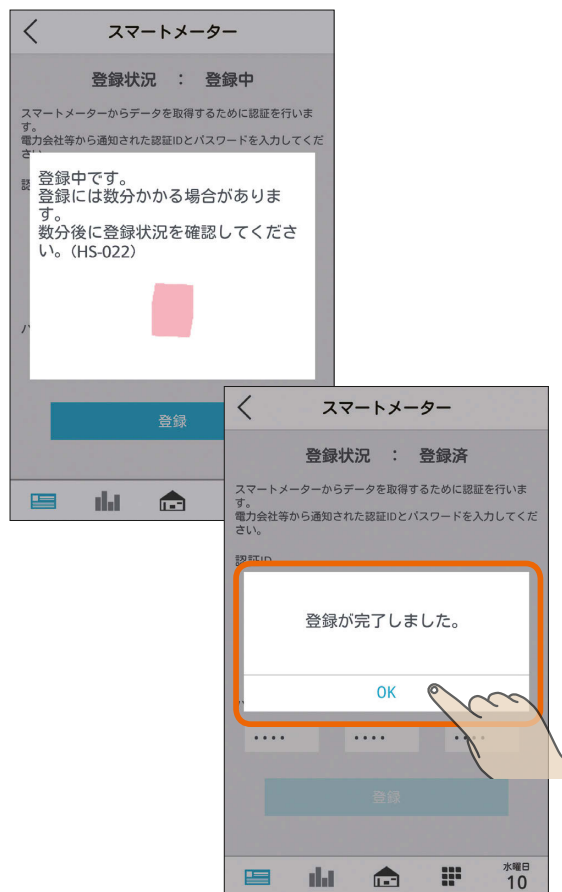 スマートメーター
登録状況 ： 登録中
スマートメーターからデータを取得するために認証を行いま
す。
電力会社等から通知された認証IDとパスワードを入力してくだ
さい。
認
登録中です。
登録には数分かかる場合がありま
す。
数分後に登録状況を確認してくださ
い。(HS-022)
パ
登録
スマートメーター
登録状況 ： 登録済
スマートメーターからデータを取得するために認証を行いま
す。
電力会社等から通知された認証IDとパスワードを入力してくだ
さい。
認証ID
登録が完了しました。
OK
登録
水曜日
10